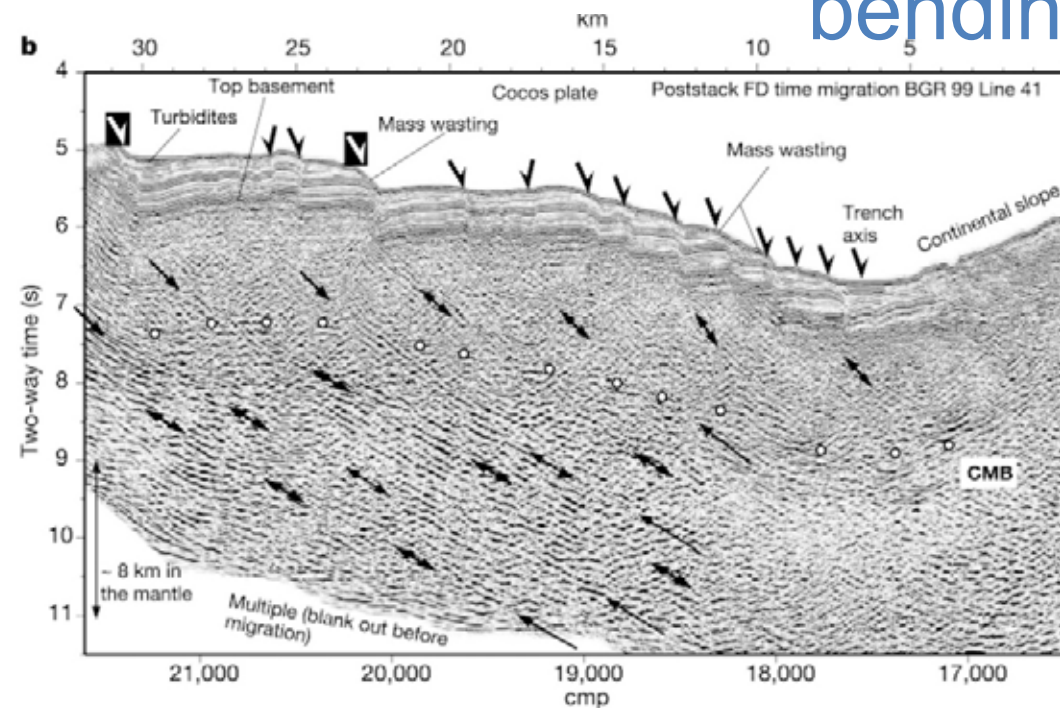 bendin
km
b
30 25 20 15 10 5
4
Top basement
Cocos plate
Poststack FD time migration BGR 99 Line 41
Turbidites
Mass wasting
Mass wasting
5
6
Trench
axis
Continental slope
7
8
9
CMB
10
~ 8 km in
the mantle
Multiple (blank out before
migration)
11
Two-way time (s)
21,000 20,000 19,000 18,000 17,000
cmp